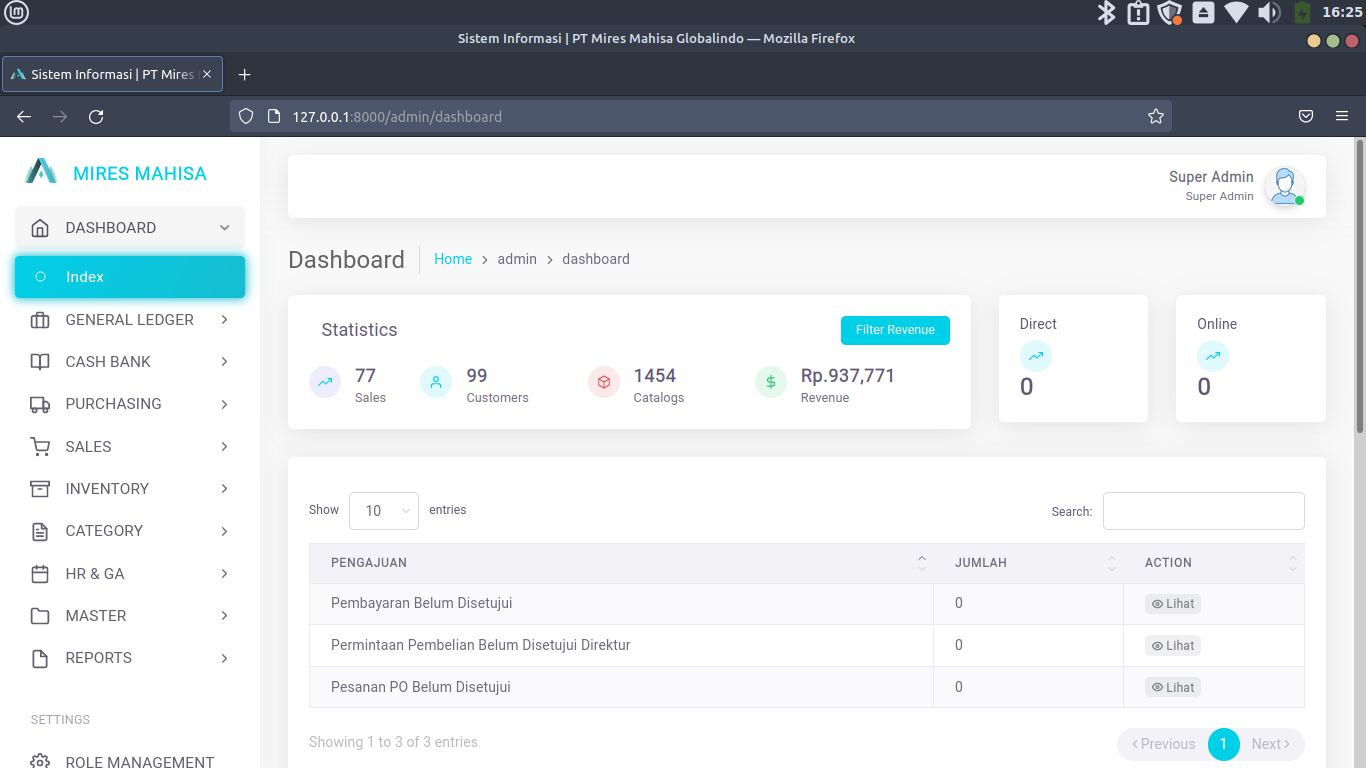 16:25
Sistem Informasi | PT Mires Mahisa Globalindo — Mozilla Firefox
Sistem Informasi | PT Mires
127.0.0.1:8000/admin/dashboard
MIRES MAHISA
DASHBOARD
Index
GENERAL LEDGER
CASH BANK
PURCHASING
SALES
INVENTORY
CATEGORY
HR & GA
MASTER
REPORTS
SETTINGS
ROLE MANAGEMENT
Super Admin
Super Admin
Dashboard Home > admin > dashboard
Statistics Filter Revenue
77 99 1454 Rp.937,771
Sales Customers Catalogs Revenue
Direct
0
Online
0
Show 10 entries Search:
PENGAJUAN JUMLAH ACTION
Pembayaran Belum Disetujui 0 Lihat
Permintaan Pembelian Belum Disetujui Direktur 0 Lihat
Pesanan PO Belum Disetujui 0 Lihat
Showing 1 to 3 of 3 entries < Previous 1 Next >